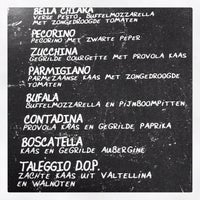 BELLA CHIARA
VERSE PESTO, BUFFELMOZZARELLA
MET ZONGEDROOGDE TOMATEN
PECORINO
PECORINO MET ZWARTE PEPER
ZUCCHINA
GEGRILDE COURGETTE MET PROVOLA KAAS
PARMIGIANO
PARMEZAANSE KAAS MET ZONGEDROOGDE
TOMATEN
BUFALA
BUFFELMOZZARELLA EN PIJNBOOMPITTEN
CONTADINA
PROVOLA KAAS EN GEGRILDE PAPRIKA
BOSCATELLA
KAAS EN GEGRILDE AUBERGINE
TALEGGIO D.O.P.
ZACHTE KAAS UIT VALTELLINA
EN WALNOTEN